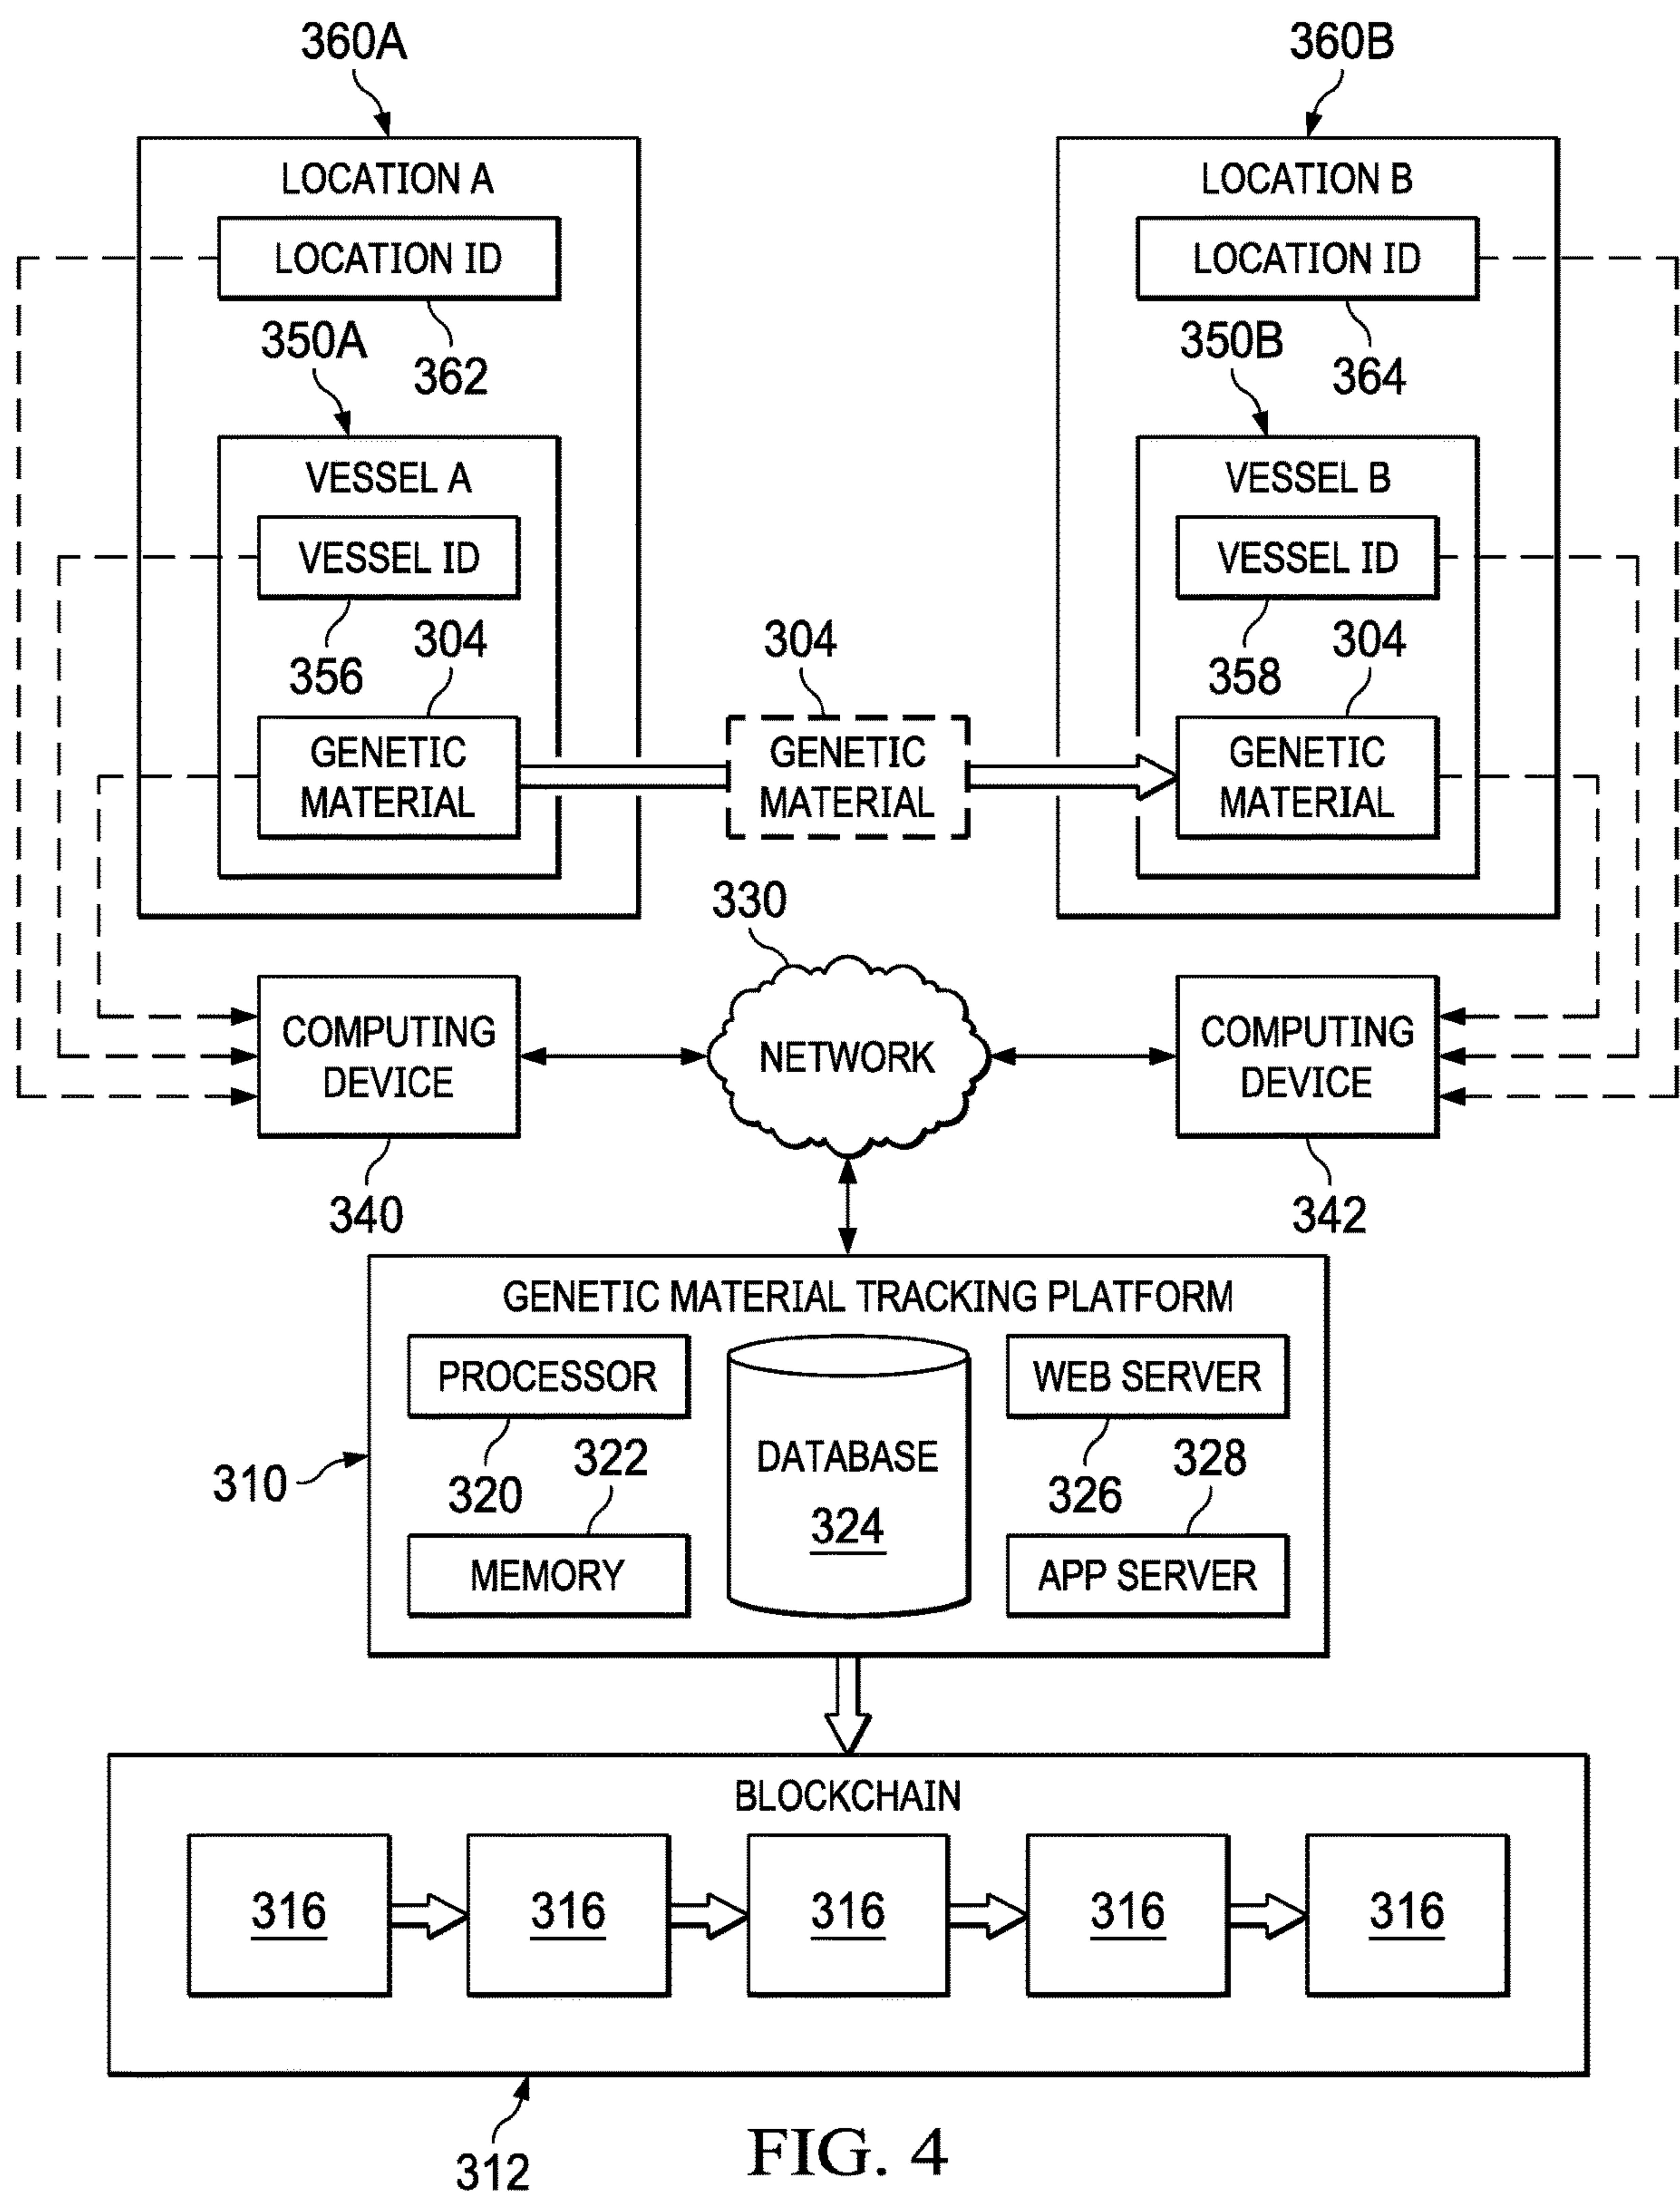 360A
360B
LOCATION A
LOCATION B
LOCATION ID
LOCATION ID
350A
362
350B
364
VESSEL A
VESSEL B
VESSEL ID
VESSEL ID
356
304
304
358
304
GENETIC
MATERIAL
GENETIC
MATERIAL
GENETIC
MATERIAL
330
COMPUTING
DEVICE
NETWORK
COMPUTING
DEVICE
340
342
GENETIC MATERIAL TRACKING PLATFORM
PROCESSOR
WEB SERVER
310
320
322
DATABASE
324
326
328
MEMORY
APP SERVER
BLOCKCHAIN
316
316
316
316
316
312
FIG. 4